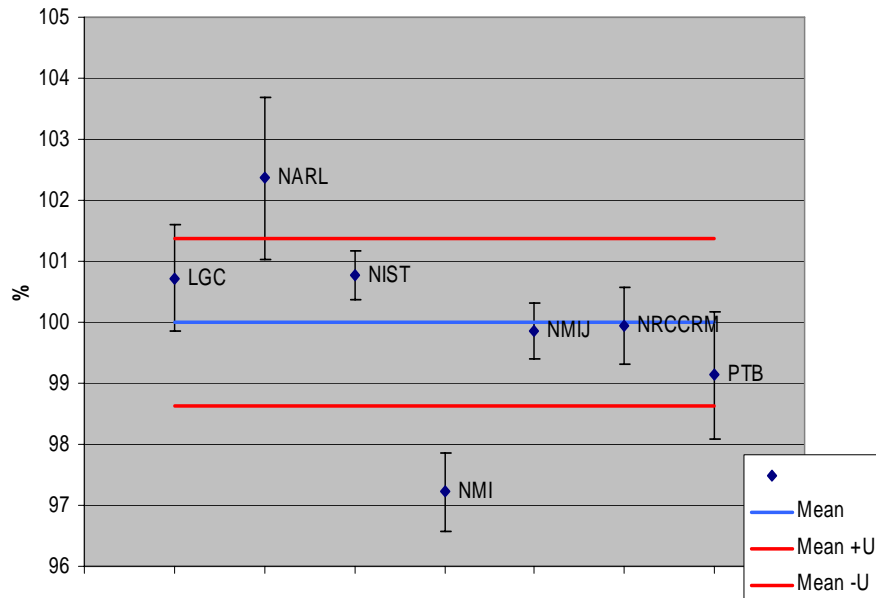 105
104
103
102
101
100
99
98
97
96
%
LGC
NARL
NIST
NMI
NMIJ
NRCCRM
PTB
Mean
Mean +U
Mean -U